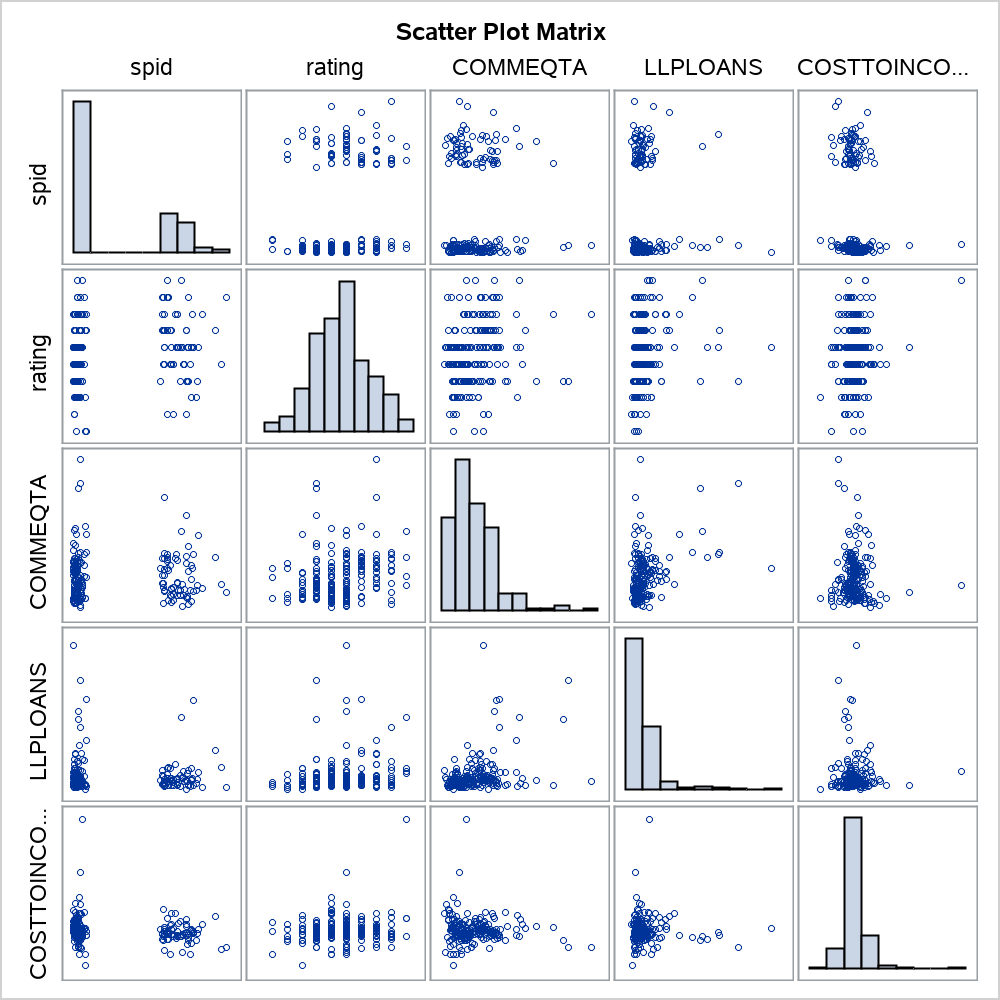 Scatter Plot Matrix
spid rating COMMEQTA LLPLOANS COSTTOINCO...
spid
rating
COMMEQTA
LLPLOANS
COSTTOINCO...